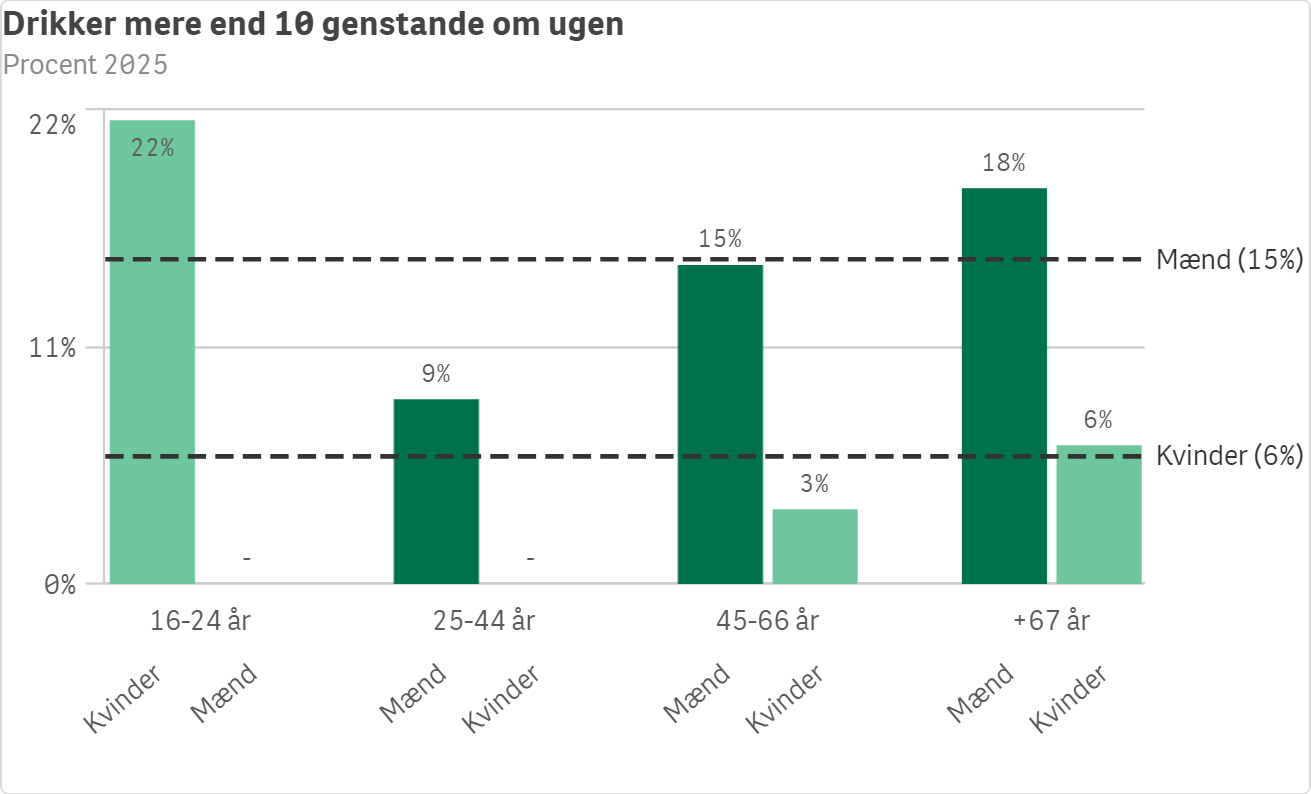 Drikker mere end 10 genstande om ugen
Procent 2025
22%
11%
0%
22%
-
9%
-
15%
3%
18%
6%
Mænd (15%)
Kvinder (6%)
16-24 år
25-44 år
45-66 år
+67 år
Kvinder
Mænd
Mænd
Kvinder
Mænd
Kvinder
Mænd
Kvinder